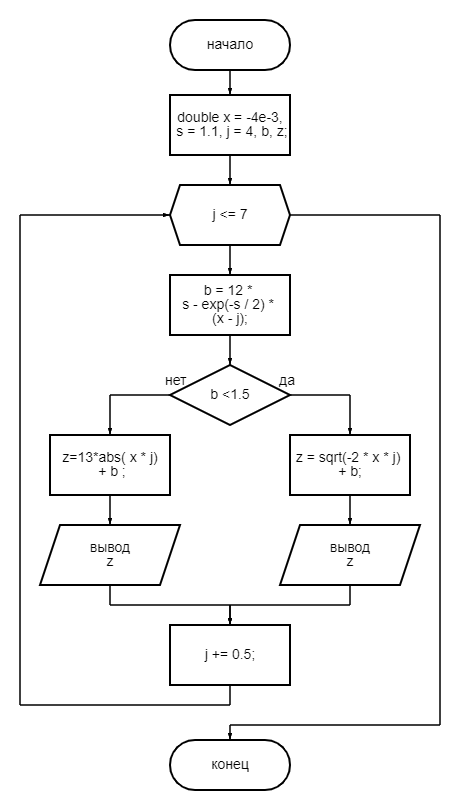 начало
double x = -4e-3,
s = 1.1, j = 4, b, z;
j <= 7
b = 12 *
s - exp(-s / 2) *
(x - j);
нет
да
b <1.5
z=13*abs( x * j)
+ b ;
z = sqrt(-2 * x * j)
+ b;
вывод
z
вывод
z
j += 0.5;
конец